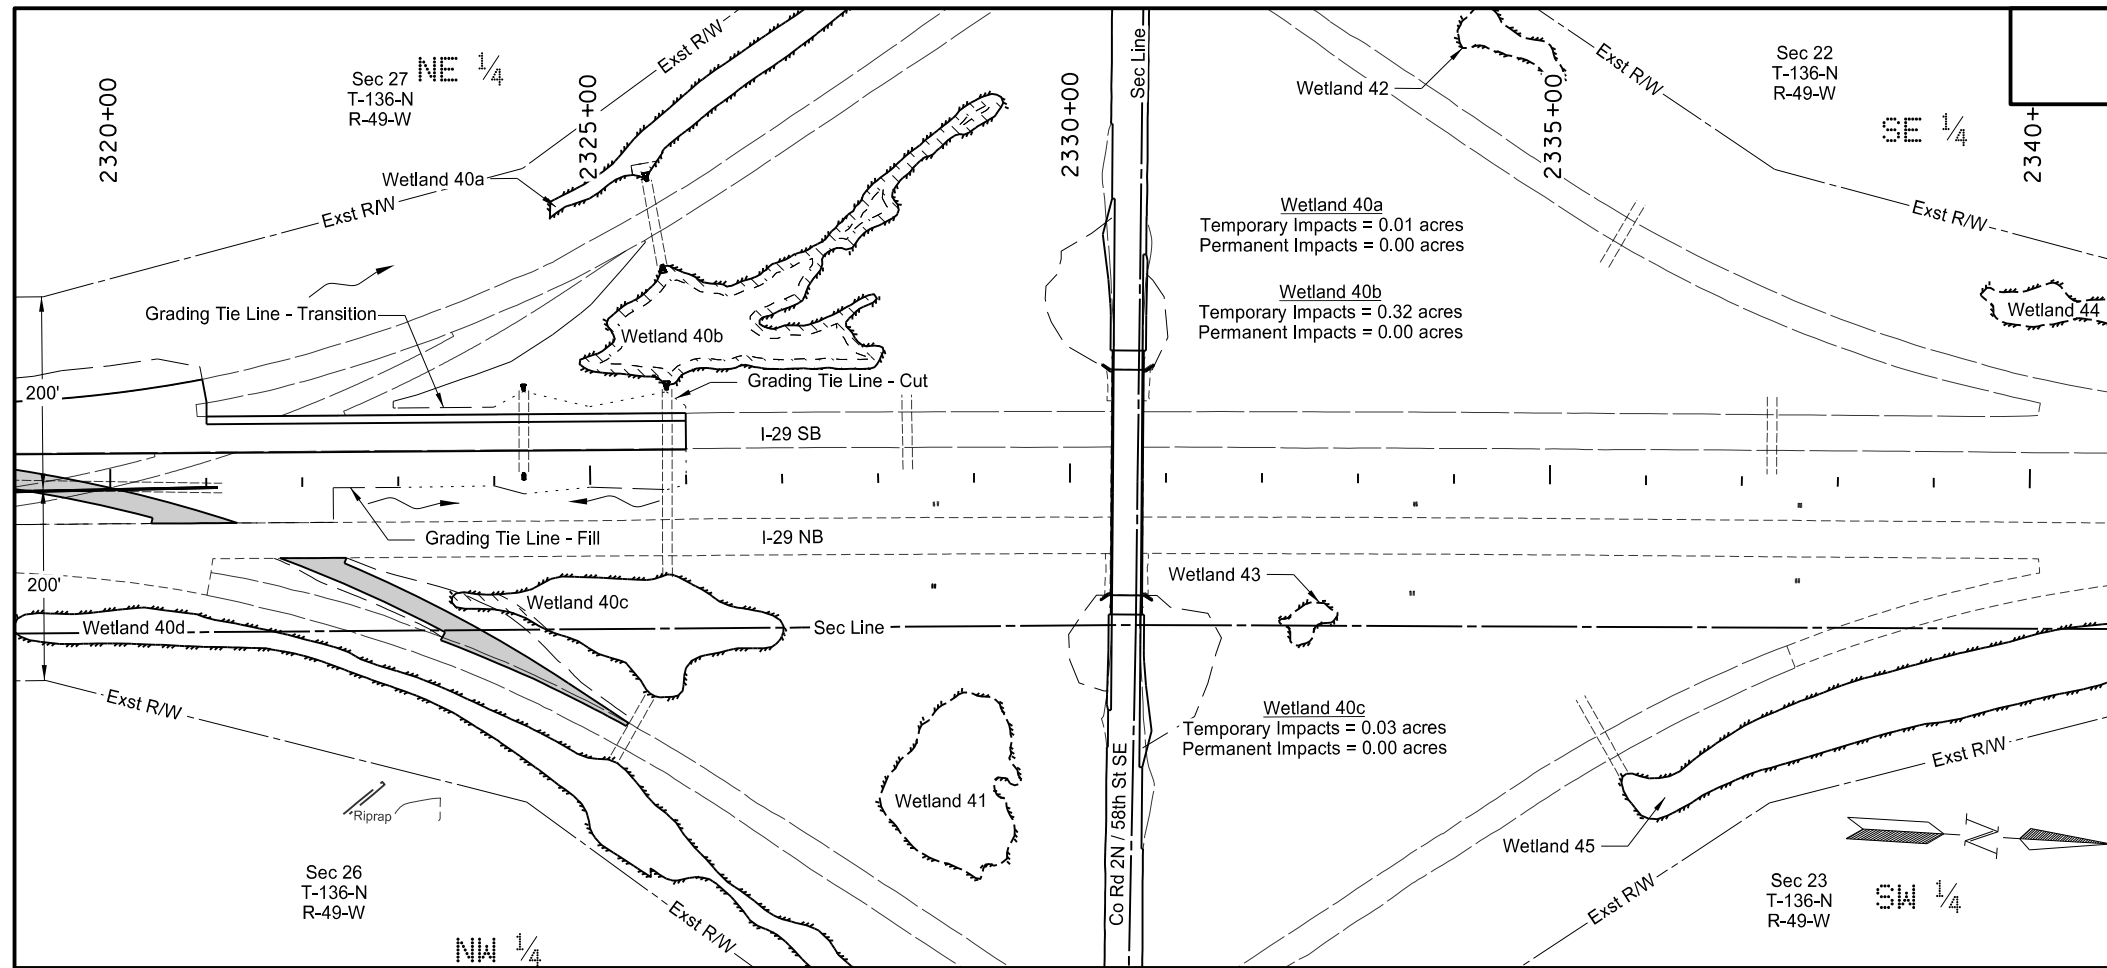 Sec 27
T-136-N
R-49-W
NE 1/4
Exst R/W
Sec Line
Wetland 42
Exst R/W
Sec 22
T-136-N
R-49-W
SE 1/4
2320+00
2325+00
2330+00
2335+00
2340+
Wetland 40a
Exst R/W
Exst R/W
Wetland 40a
Temporary Impacts = 0.01 acres
Permanent Impacts = 0.00 acres
Wetland 40b
Temporary Impacts = 0.32 acres
Permanent Impacts = 0.00 acres
Grading Tie Line - Transition
Wetland 40b
Wetland 44
Grading Tie Line - Cut
200'
I-29 SB
Grading Tie Line - Fill
I-29 NB
200'
Wetland 43
Wetland 40c
Wetland 40d
Sec Line
Exst R/W
Wetland 40c
Temporary Impacts = 0.03 acres
Permanent Impacts = 0.00 acres
Exst R/W
Wetland 41
Riprap
Co Rd 2N / 58th St SE
Wetland 45
N
Sec 26
T-136-N
R-49-W
NW 1/4
Exst R/W
Exst R/W
Sec 23
T-136-N
R-49-W
SW 1/4